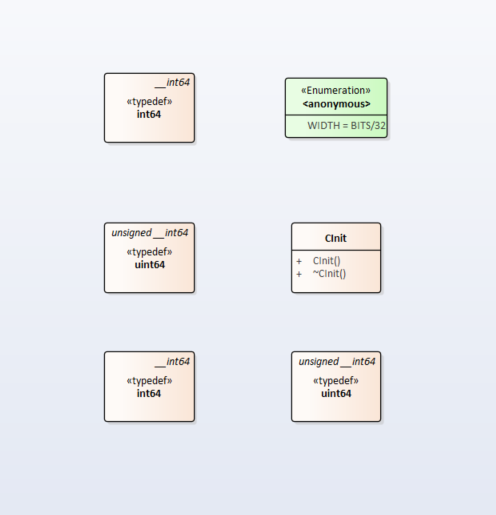 __int64
«typedef»
int64
«Enumeration»
<anonymous>
WIDTH = BITS/32
unsigned __int64
«typedef»
uint64
CInit
+ CInit()
+ ~CInit()
__int64
«typedef»
int64
unsigned __int64
«typedef»
uint64